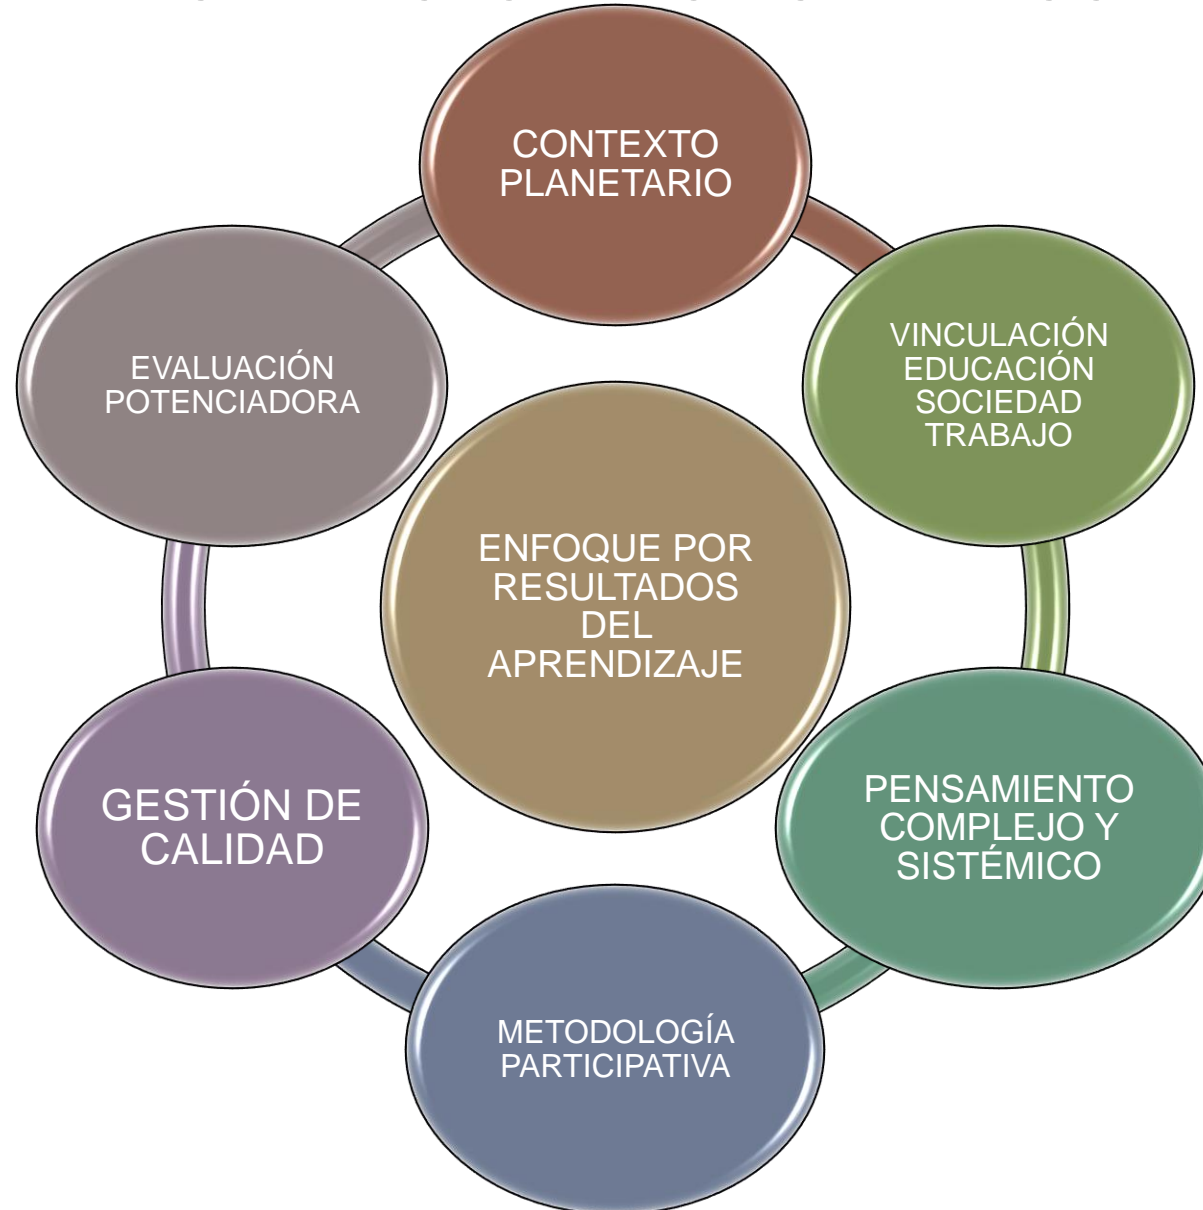 CONTEXTO
PLANETARIO
VINCULACIÓN
EDUCACIÓN
SOCIEDAD
TRABAJO
PENSAMIENTO
COMPLEJO Y
SISTÉMICO
METODOLOGÍA
PARTICIPATIVA
GESTIÓN DE
CALIDAD
EVALUACIÓN
POTENCIADORA
ENFOQUE POR
RESULTADOS
DEL
APRENDIZAJE